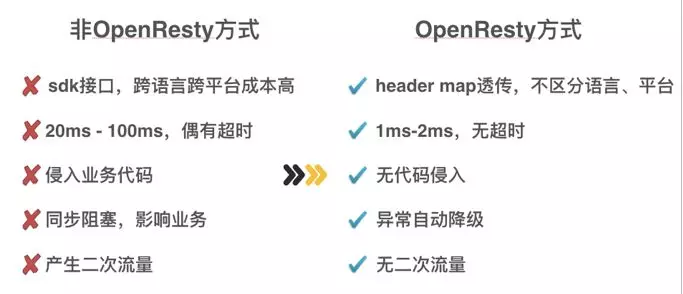 非OpenResty方式
OpenResty方式
sdk接口，跨语言跨平台成本高
header map透传，不区分语言、平台
20ms - 100ms，偶有超时
1ms-2ms，无超时
侵入业务代码
无代码侵入
同步阻塞，影响业务
异常自动降级
产生二次流量
无二次流量